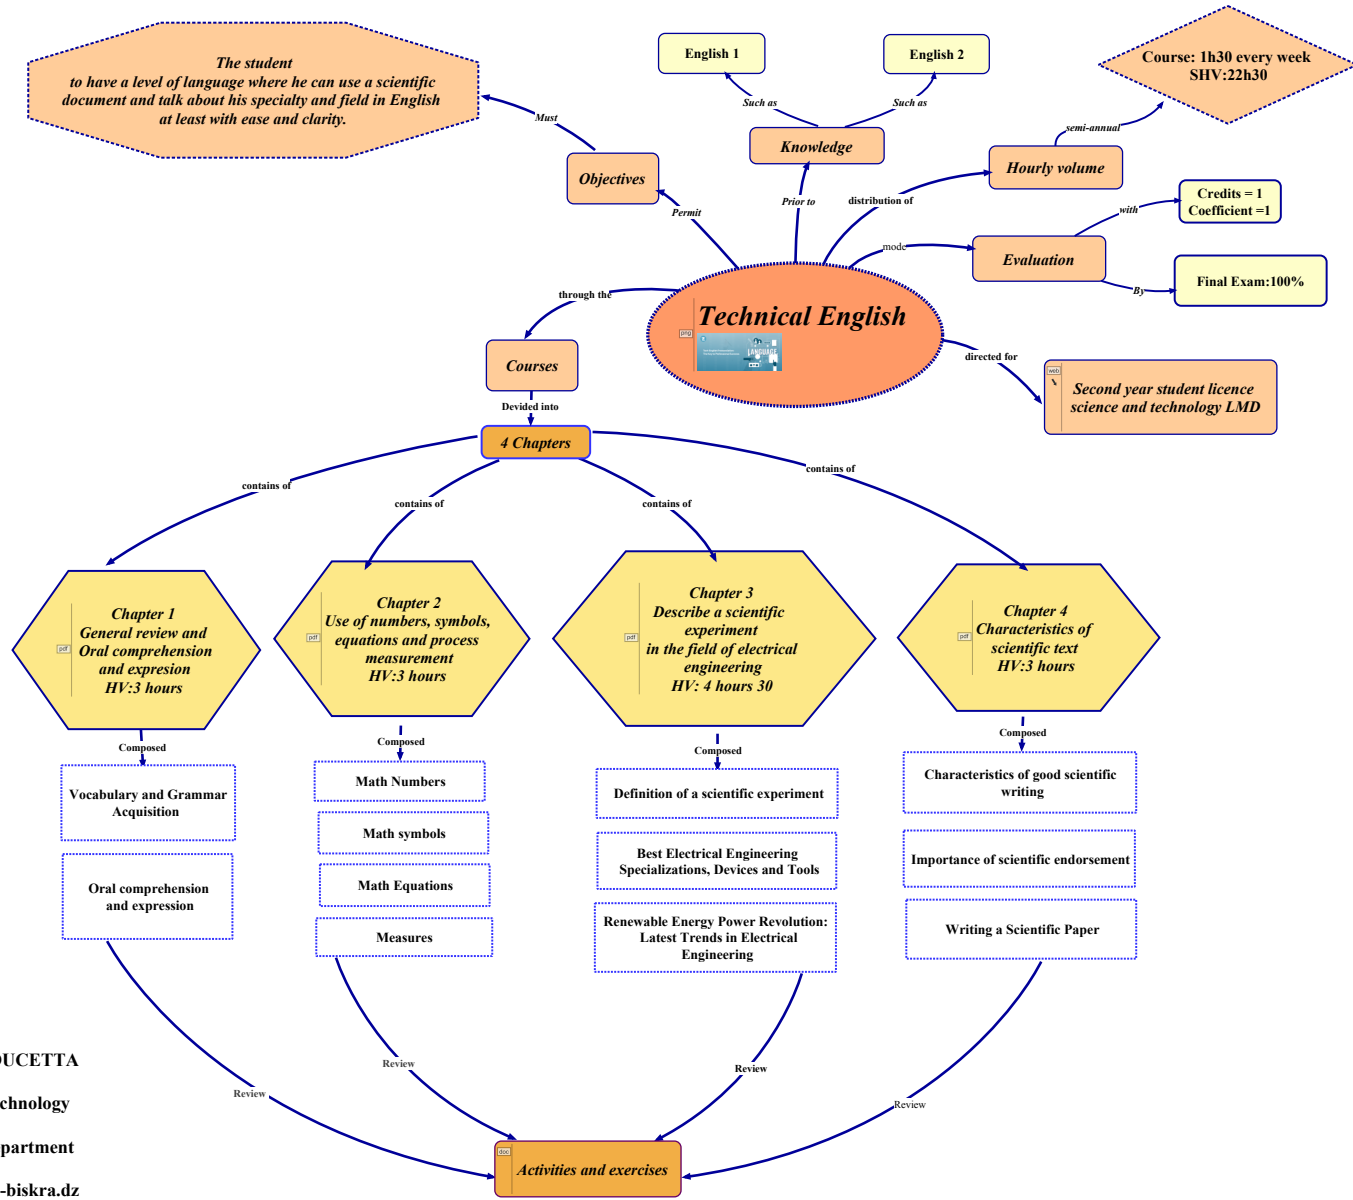 The student
to have a level of language where he can use a scientific
document and talk about his specialty and field in English
at least with ease and clarity.
English 1
English 2
Course: 1h30 every week
SHV:22h30
Must
Such as
Such as
semi-annual
Objectives
Knowledge
Hourly volume
Permit
Prior to
distribution of
with
Credits = 1
Coefficient =1
mode
Evaluation
By
Final Exam:100%
through the
Technical English
png
LANGUAGE
directed for
Courses
web
Second year student licence
science and technology LMD
Devided into
4 Chapters
contains of
contains of
contains of
contains of
pdf
Chapter 1
General review and
Oral comprehension
and expresion
HV:3 hours
pdf
Chapter 2
Use of numbers, symbols,
equations and process
measurement
HV:3 hours
pdf
Chapter 3
Describe a scientific
experiment
in the field of electrical
engineering
HV: 4 hours 30
pdf
Chapter 4
Characteristics of
scientific text
HV:3 hours
Composed
Composed
Composed
Composed
Vocabulary and Grammar
Acquisition
Oral comprehension
and expression
Math Numbers
Math symbols
Math Equations
Measures
Definition of a scientific experiment
Best Electrical Engineering
Specializations, Devices and Tools
Renewable Energy Power Revolution:
Latest Trends in Electrical
Engineering
Characteristics of good scientific
writing
Importance of scientific endorsement
Writing a Scientific Paper
Review
Review
Review
Review
doc
Activities and exercises
OUCETTA
chnology
partment
-biskra.dz